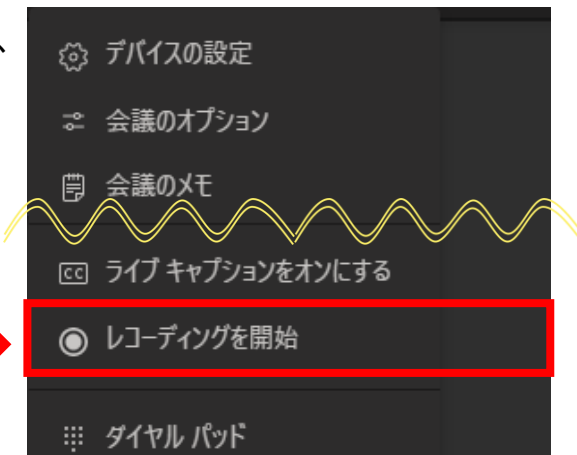 デバイスの設定
会議のオプション
会議のメモ
CC ライブ キャプションをオンにする
レコーディングを開始
ダイヤル パッド